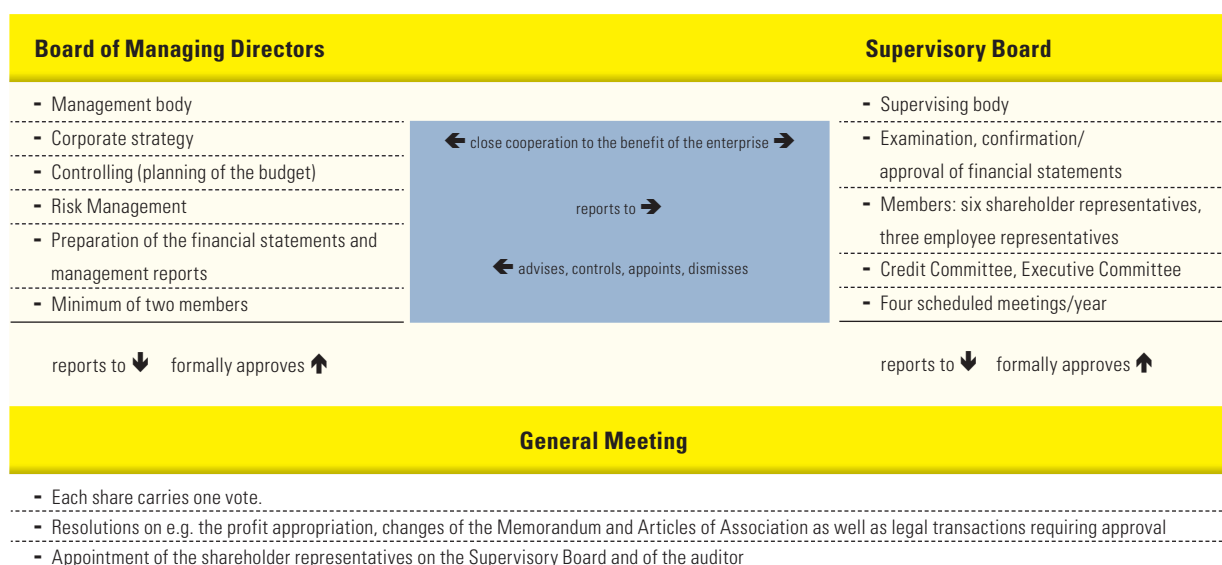 Board of Managing Directors
- Management body
- Corporate strategy
- Controlling (planning of the budget)
- Risk Management
- Preparation of the financial statements and
management reports
- Minimum of two members
reports to 🡫 formally approves 🡩
🡨 close cooperation to the benefit of the enterprise 🡪
reports to 🡪
🡨 advises, controls, appoints, dismisses
Supervisory Board
- Supervising body
- Examination, confirmation/
approval of financial statements
- Members: six shareholder representatives,
three employee representatives
- Credit Committee, Executive Committee
- Four scheduled meetings/year
reports to 🡫 formally approves 🡩
General Meeting
- Each share carries one vote.
- Resolutions on e.g. the profit appropriation, changes of the Memorandum and Articles of Association as well as legal transactions requiring approval
- Appointment of the shareholder representatives on the Supervisory Board and of the auditor